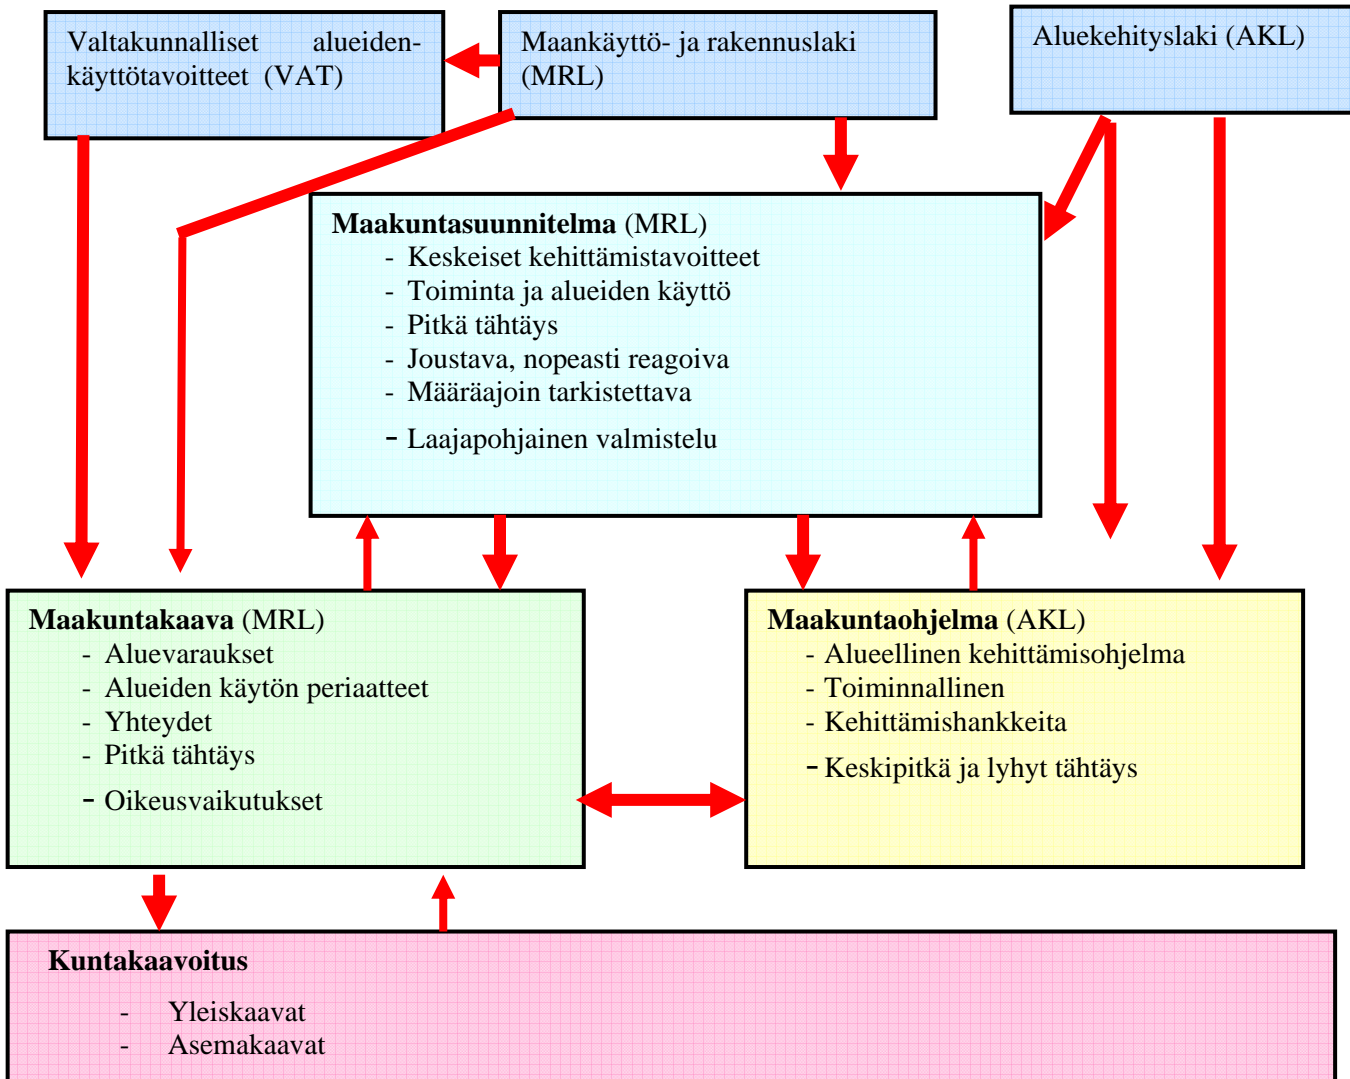 Valtakunnalliset alueiden-
käyttötavoitteet (VAT)
Maankäyttö- ja rakennuslaki
(MRL)
Aluekehityslaki (AKL)
Maakuntasuunnitelma (MRL)
- Keskeiset kehittämistavoitteet
- Toiminta ja alueiden käyttö
- Pitkä tähtäys
- Joustava, nopeasti reagoiva
- Määräajoin tarkistettava
- Laajapohjainen valmistelu
Maakuntakaava (MRL)
- Aluevaraukset
- Alueiden käytön periaatteet
- Yhteydet
- Pitkä tähtäys
- Oikeusvaikutukset
Maakuntaohjelma (AKL)
- Alueellinen kehittämisohjelma
- Toiminnallinen
- Kehittämishankkeita
- Keskipitkä ja lyhyt tähtäys
Kuntakaavoitus
- Yleiskaavat
- Asemakaavat